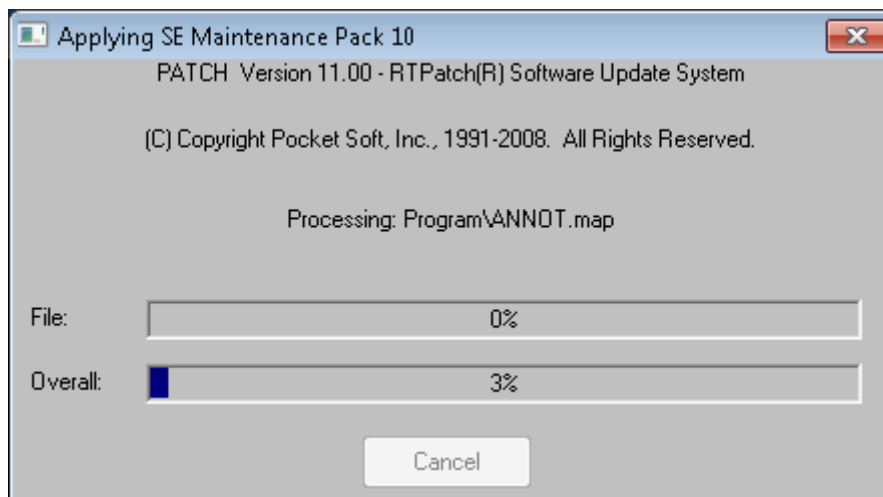 Applying SE Maintenance Pack 10
PATCH Version 11.00 - RTPatch(R) Software Update System
(C) Copyright Pocket Soft, Inc., 1991-2008. All Rights Reserved.
Processing: Program\ANNOT.map
File:
0%
Overall:
3%
Cancel